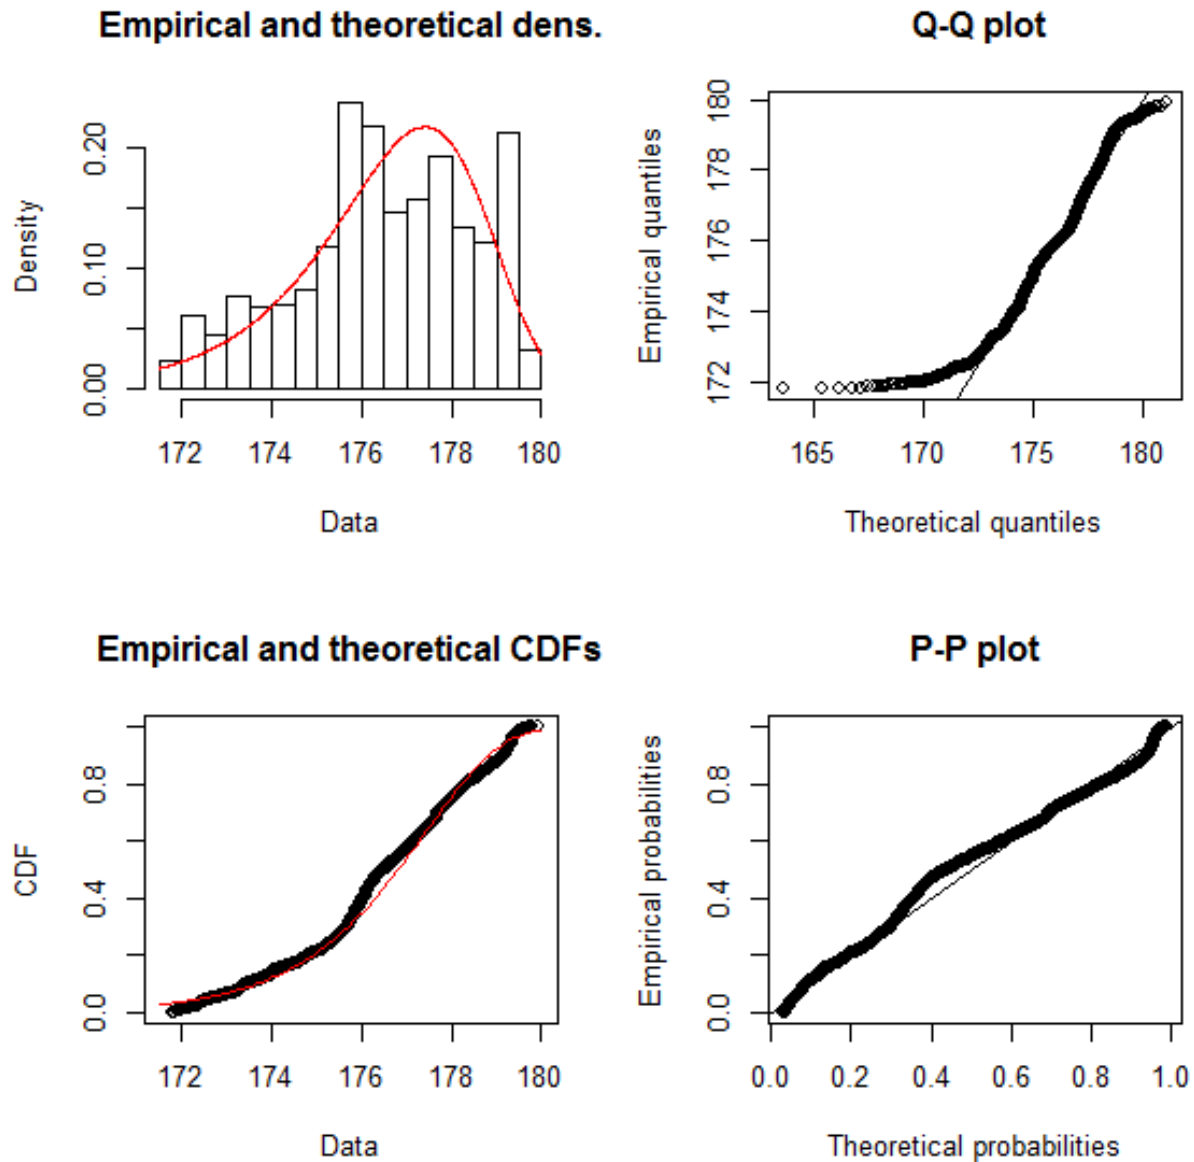 Empirical and theoretical dens.
Density
0.00 0.10 0.20
172 174 176 178 180
Data
Q-Q plot
Empirical quantiles
172 174 176 178 180
165 170 175 180
Theoretical quantiles
Empirical and theoretical CDFs
CDF
0.0 0.4 0.8
172 174 176 178 180
Data
P-P plot
Empirical probabilities
0.0 0.4 0.8
0.0 0.2 0.4 0.6 0.8 1.0
Theoretical probabilities